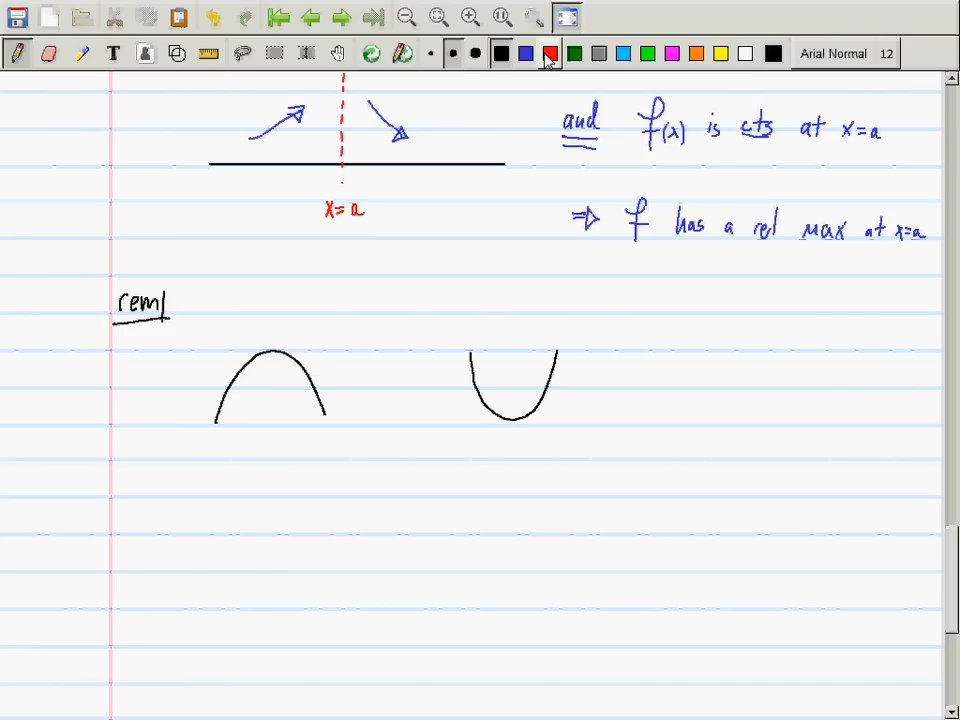 Arial Normal 12
and f(x) is cts at x=a
x=a
⇒ f has a rel max at x=a
rem